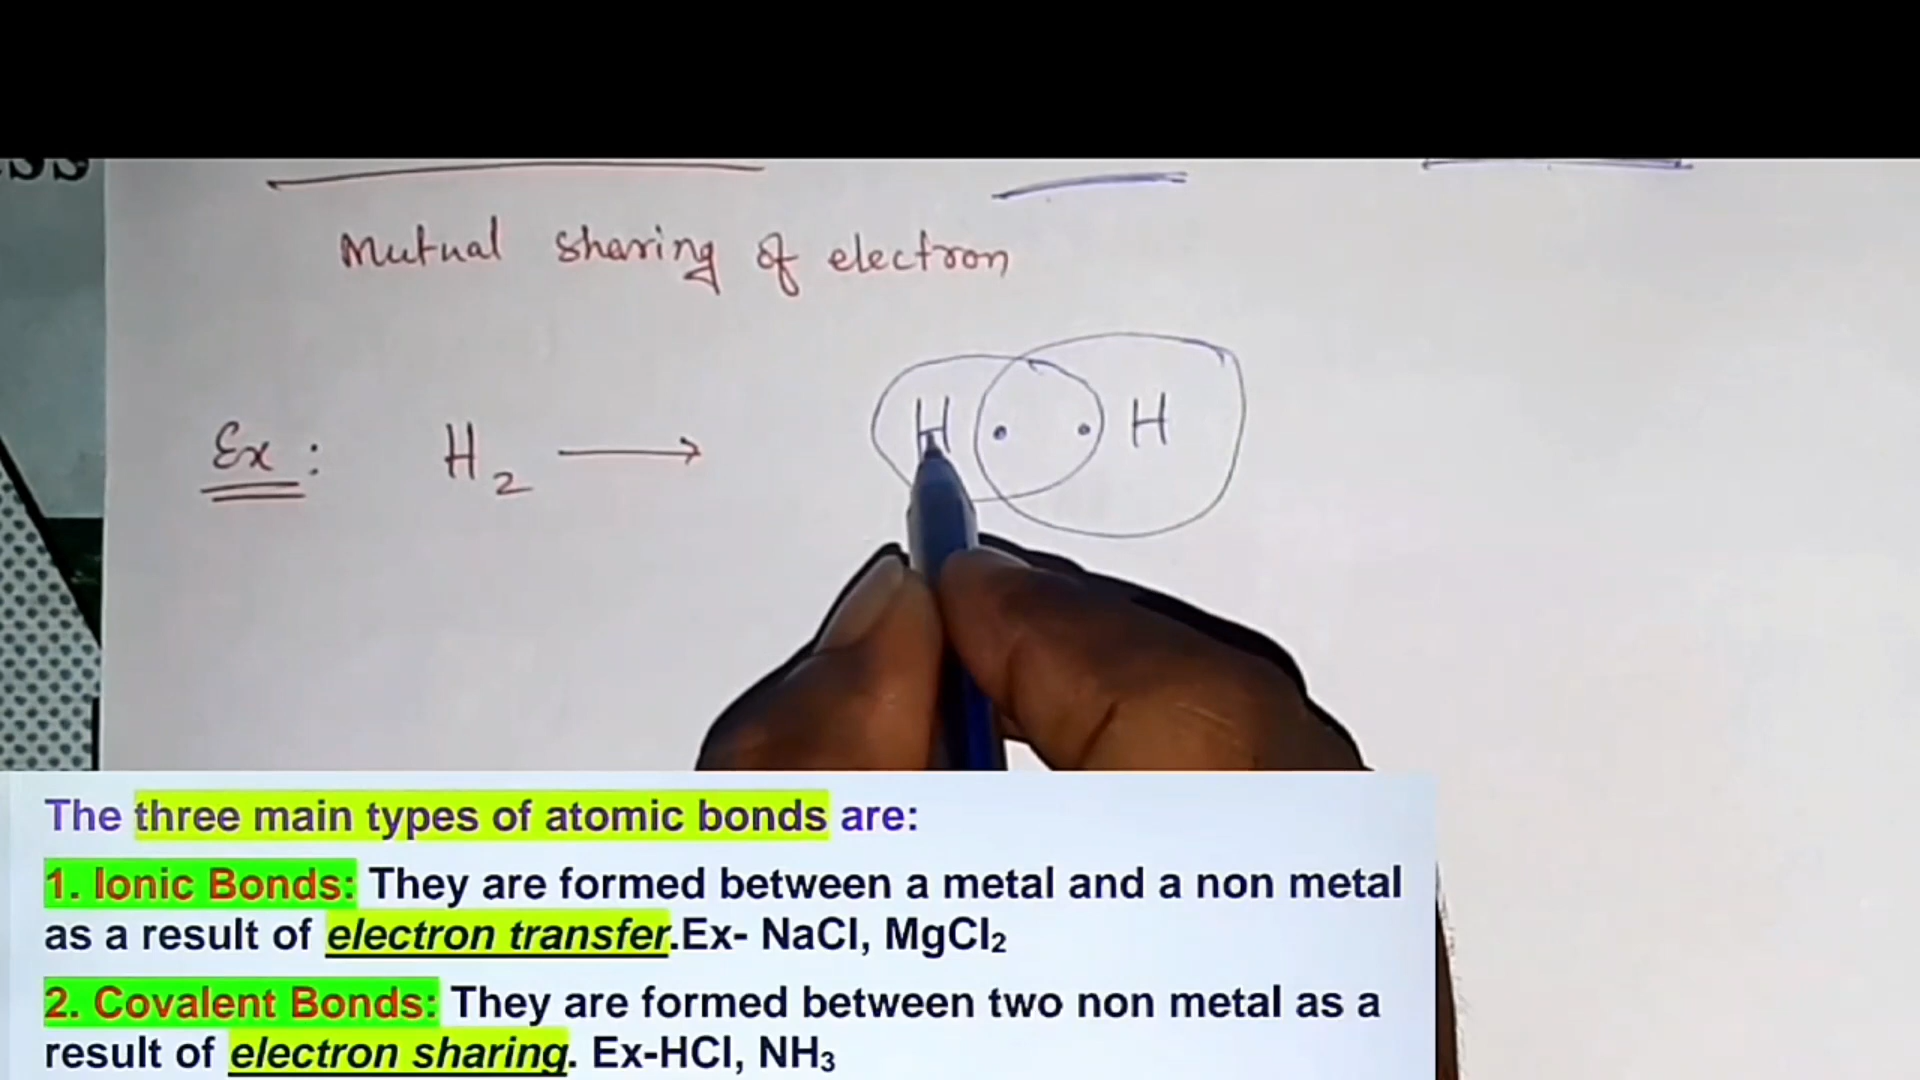 Mutual sharing of electron
H H
Ex : H2 ⟶
The three main types of atomic bonds are:
1. Ionic Bonds: They are formed between a metal and a non metal
as a result of electron transfer.Ex- NaCl, MgCl₂
2. Covalent Bonds: They are formed between two non metal as a
result of electron sharing. Ex-HCl, NH₃